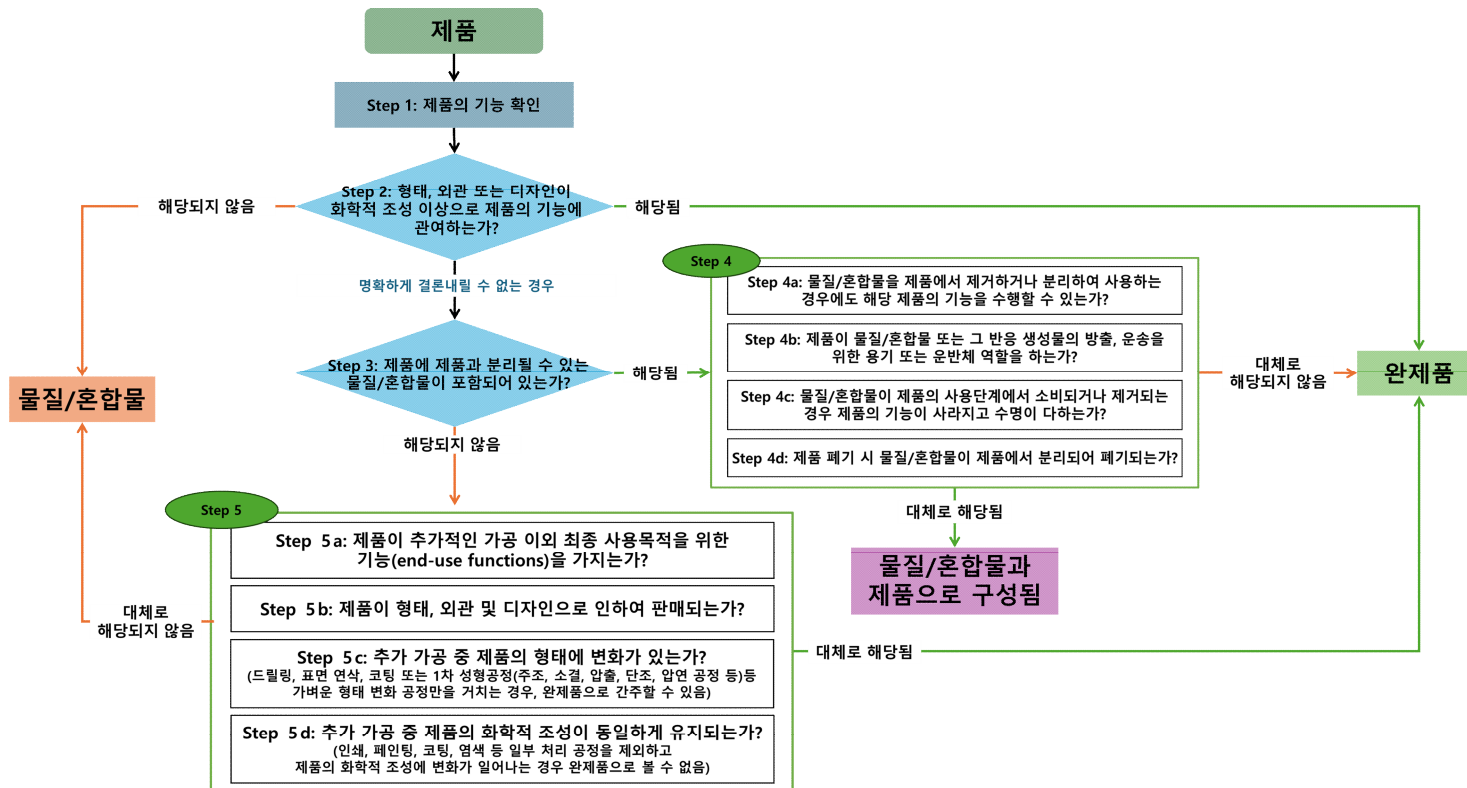 제품
Step 1: 제품의 기능 확인
Step 2: 형태, 외관 또는 디자인이
화학적 조성 이상으로 제품의 기능에
관여하는가?
해당되지 않음
해당됨
명확하게 결론내릴 수 없는 경우
Step 3: 제품에 제품과 분리될 수 있는
물질/혼합물이 포함되어 있는가?
해당됨
해당되지 않음
Step 4
Step 4a: 물질/혼합물을 제품에서 제거하거나 분리하여 사용하는
경우에도 해당 제품의 기능을 수행할 수 있는가?
Step 4b: 제품이 물질/혼합물 또는 그 반응 생성물의 방출, 운송을
위한 용기 또는 운반체 역할을 하는가?
Step 4c: 물질/혼합물이 제품의 사용단계에서 소비되거나 제거되는
경우 제품의 기능이 사라지고 수명이 다하는가?
Step 4d: 제품 폐기 시 물질/혼합물이 제품에서 분리되어 폐기되는가?
대체로
해당되지 않음
완제품
물질/혼합물
대체로 해당됨
물질/혼합물과
제품으로 구성됨
Step 5
Step 5a: 제품이 추가적인 가공 이외 최종 사용목적을 위한
기능(end-use functions)을 가지는가?
Step 5b: 제품이 형태, 외관 및 디자인으로 인하여 판매되는가?
Step 5c: 추가 가공 중 제품의 형태에 변화가 있는가?
(드릴링, 표면 연삭, 코팅 또는 1차 성형공정(주조, 소결, 압출, 단조, 압연 공정 등)등
가벼운 형태 변화 공정만을 거치는 경우, 완제품으로 간주할 수 있음)
Step 5d: 추가 가공 중 제품의 화학적 조성이 동일하게 유지되는가?
(인쇄, 페인팅, 코팅, 염색 등 일부 처리 공정을 제외하고
제품의 화학적 조성에 변화가 일어나는 경우 완제품으로 볼 수 없음)
대체로
해당되지 않음
대체로 해당됨